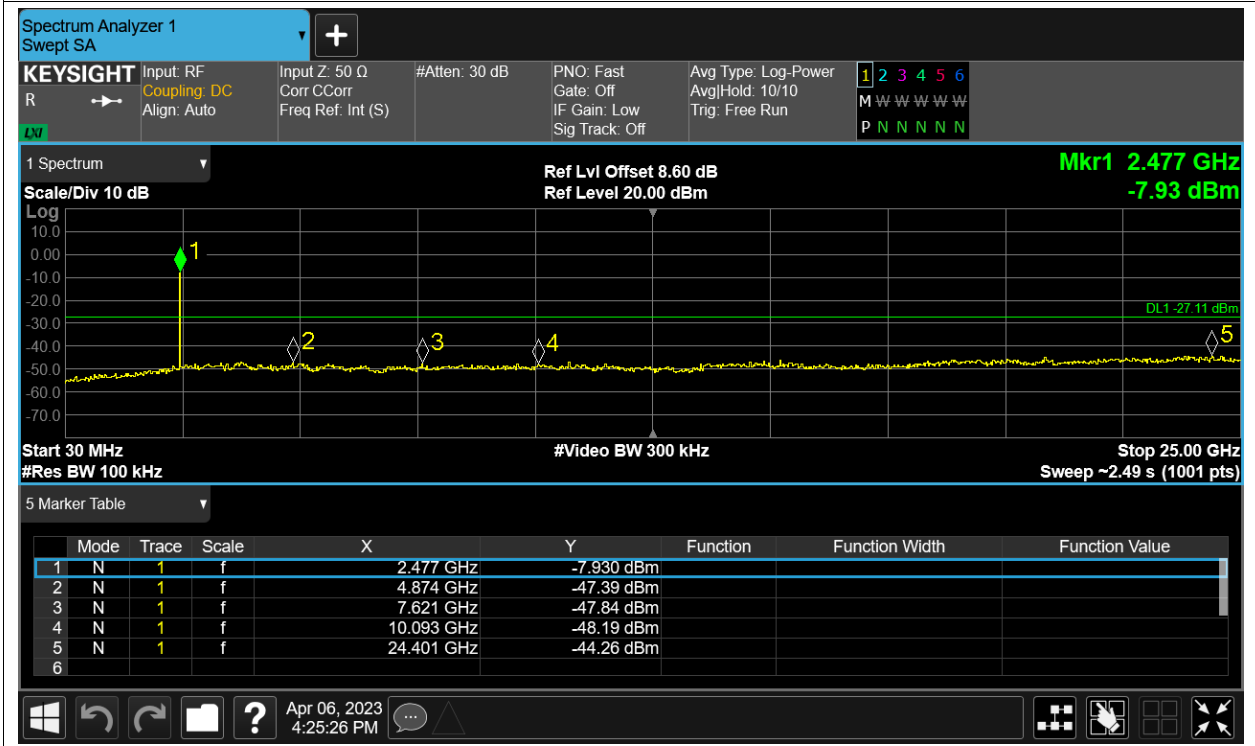 Spectrum Analyzer 1
Swept SA
+
KEYSIGHT Input: RF Input Z: 50 Ω #Atten: 30 dB PNO: Fast Avg Type: Log-Power 1 2 3 4 5 6
R Coupling: DC Corr CCorr Gate: Off Avg|Hold: 10/10 M W W W W W
Align: Auto Freq Ref: Int (S) IF Gain: Low Trig: Free Run
LXI Sig Track: Off P N N N N N
1 Spectrum Ref Lvl Offset 8.60 dB Mkr1 2.477 GHz
Scale/Div 10 dB Ref Level 20.00 dBm -7.93 dBm
Log
10.0
1
0.00
-10.0
-20.0
DL1 -27.11 dBm
-30.0
2 3 4 5
-40.0
-50.0
-60.0
-70.0
Start 30 MHz #Video BW 300 kHz Stop 25.00 GHz
#Res BW 100 kHz Sweep ~2.49 s (1001 pts)
5 Marker Table
Mode Trace Scale X Y Function Function Width Function Value
1 N 1 f 2.477 GHz -7.930 dBm
2 N 1 f 4.874 GHz -47.39 dBm
3 N 1 f 7.621 GHz -47.84 dBm
4 N 1 f 10.093 GHz -48.19 dBm
5 N 1 f 24.401 GHz -44.26 dBm
6
? Apr 06, 2023
4:25:26 PM